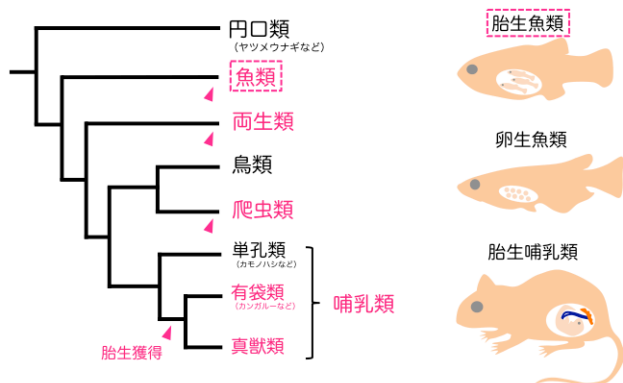 円口類
(ヤツメウナギなど)
魚類
両生類
鳥類
爬虫類
単孔類
(カモノハシなど)
有袋類
(カンガルーなど)
真獣類
哺乳類
胎生獲得
胎生魚類
卵生魚類
胎生哺乳類